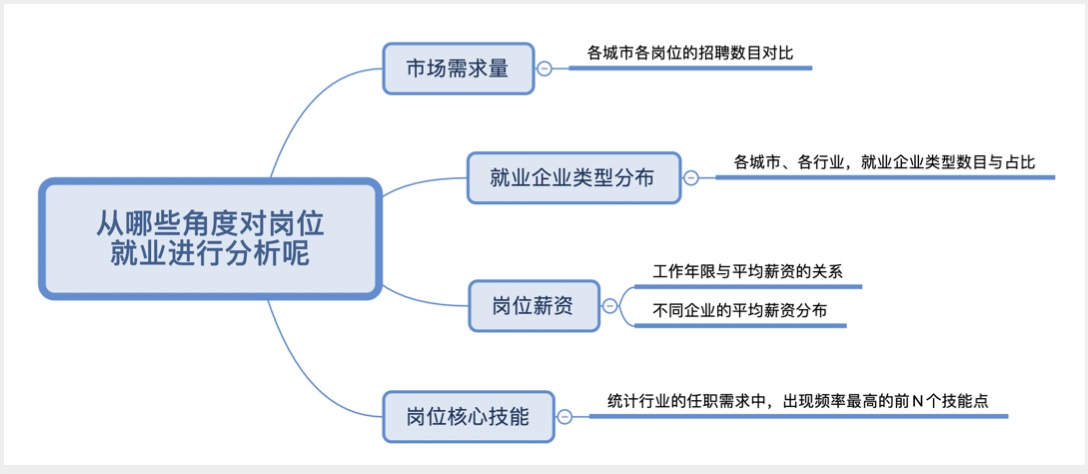 市场需求量
各城市各岗位的招聘数目对比
就业企业类型分布
各城市、各行业，就业企业类型数目与占比
从哪些角度对岗位
就业进行分析呢
岗位薪资
工作年限与平均薪资的关系
不同企业的平均薪资分布
岗位核心技能
统计行业的任职需求中，出现频率最高的前N个技能点